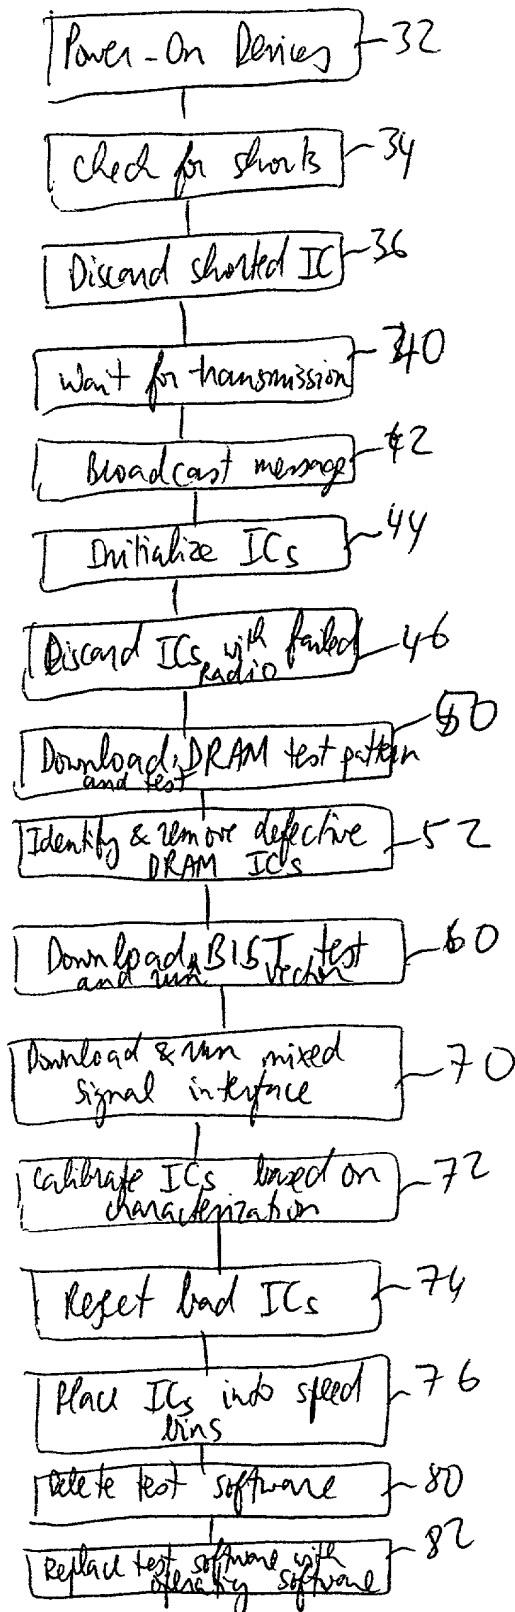 Power-On Devices 32
Check for shorts 34
Discard shorted IC 36
Wait for transmission 40
Broadcast message 42
Initialize ICs 44
Discard ICs with failed 46
Radio
Download DRAM test pattern 50
and test
Identify & remove defective 52
DRAM ICs
Download BIST test 60
and run vector
Download & run mixed 70
signal interface
Calibrate ICs based on 72
characterization
Reject bad ICs 74
Place ICs into speed 76
bins
Delete test software 80
Replace test software with 82
operating software